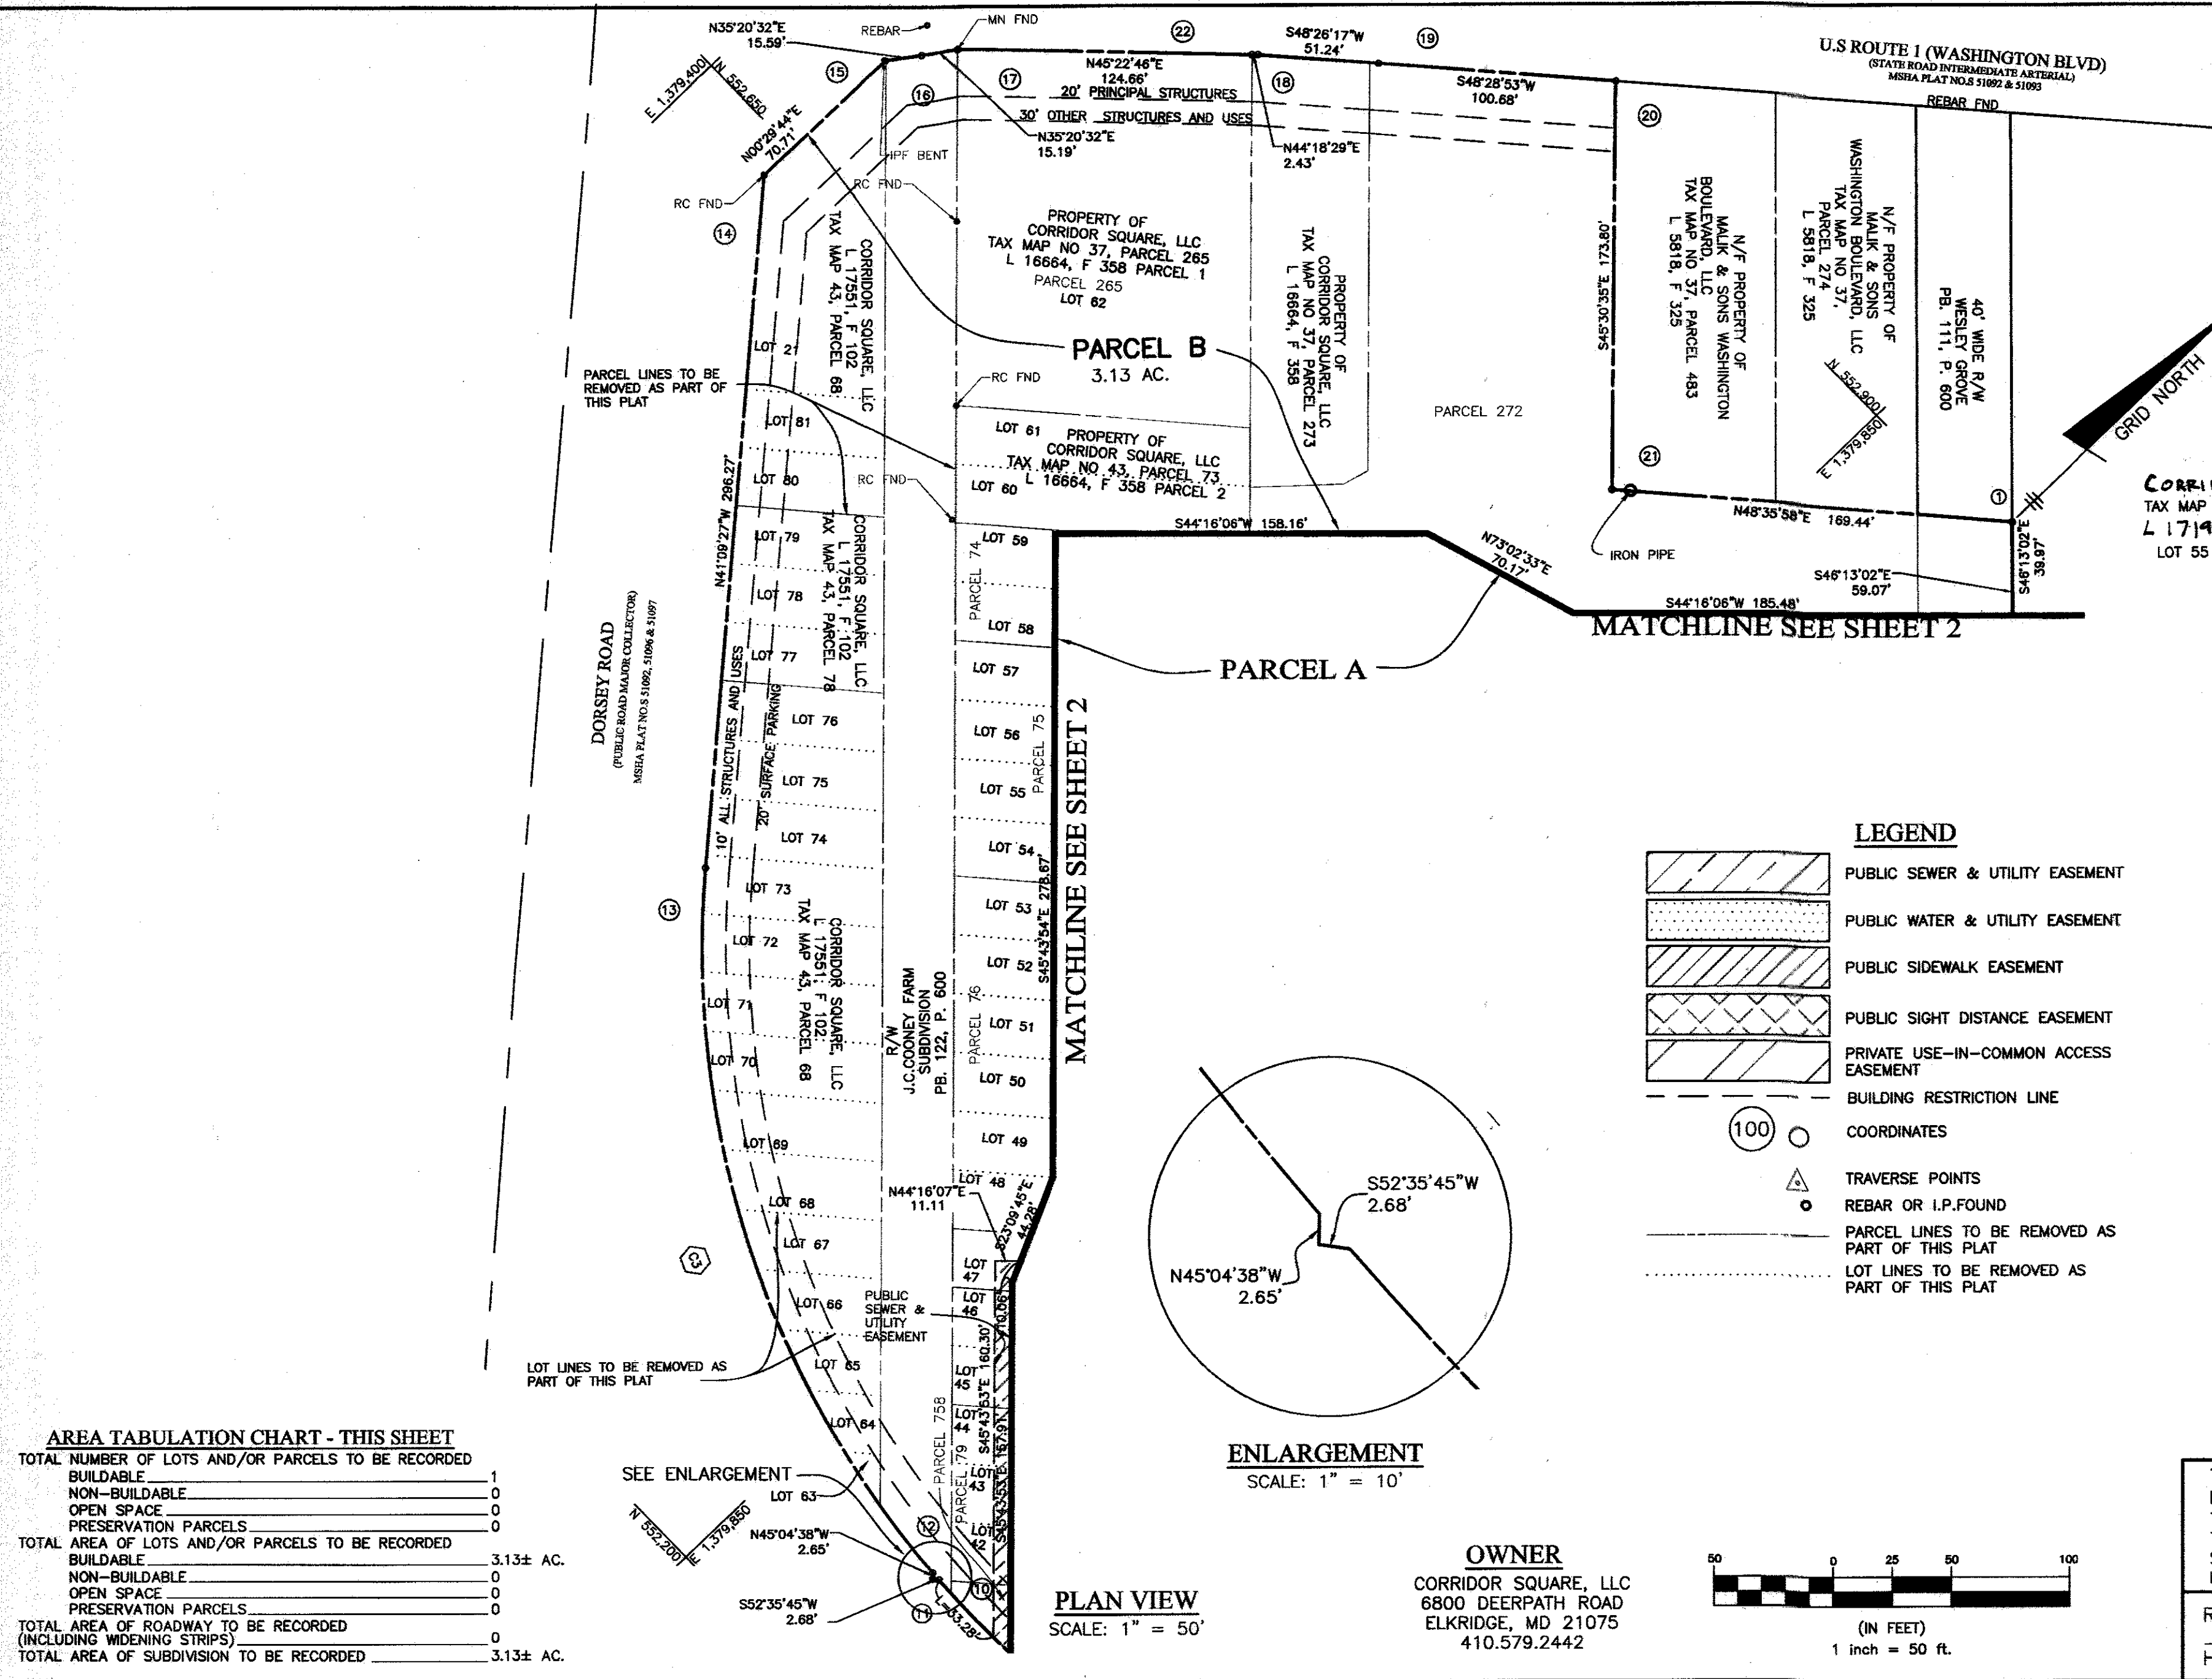 U.S ROUTE 1 (WASHINGTON BLVD)
(STATE ROAD INTERMEDIATE ARTERIAL)
MSHA PLAT NO.S 51092 & 51093
REBAR FND
N35°20'32"E
15.59'
REBAR
MN FND
22
S48°26'17"W
51.24'
19
15
16
17
N45°22'46"E
124.66'
18
S48°28'53"W
100.68'
20
20' PRINCIPAL STRUCTURES
30' OTHER STRUCTURES AND USES
N35°20'32"E
15.19'
N44°18'29"E
2.43'
E 1,379,400
N 552,650
N00°29'44"E
70.71'
IPF BENT
RC FND
RC FND
14
CORRIDOR SQUARE, LLC
L 17551, F 102
TAX MAP 43, PARCEL 68
PROPERTY OF
CORRIDOR SQUARE, LLC
TAX MAP NO 37, PARCEL 265
L 16664, F 358 PARCEL 1
PARCEL 265
LOT 62
PROPERTY OF
CORRIDOR SQUARE, LLC
TAX MAP NO 37, PARCEL 273
L 16664, F 358
S45°30'35"E 173.80'
N/F PROPERTY OF
MALIK & SONS WASHINGTON
BOULEVARD, LLC
TAX MAP NO 37, PARCEL 483
L 5818, F 325
N/F PROPERTY OF
MALIK & SONS
WASHINGTON BOULEVARD, LLC
TAX MAP NO 37,
PARCEL 274
L 5818, F 325
40' WIDE R/W
WESLEY GROVE
PB. 111, P. 600
N 552,900
E 1,379,850
GRID NORTH
PARCEL B
3.13 AC.
PARCEL 272
PARCEL LINES TO BE
REMOVED AS PART OF
THIS PLAT
LOT 21
LOT 81
LOT 80
LOT 79
LOT 78
LOT 77
LOT 76
LOT 75
LOT 74
LOT 73
LOT 72
LOT 71
LOT 70
LOT 69
LOT 68
LOT 67
LOT 66
LOT 65
LOT 64
LOT 63
RC FND
RC FND
LOT 61
PROPERTY OF
CORRIDOR SQUARE, LLC
TAX MAP NO 43, PARCEL 73
L 16664, F 358 PARCEL 2
LOT 60
21
1
S44°16'06"W 158.16'
N73°02'33"E
70.17'
IRON PIPE
N48°35'58"E 169.44'
S46°13'02"E
39.97'
S46°13'02"E
59.07'
S44°16'06"W 185.48'
MATCHLINE SEE SHEET 2
CORRI
TAX MAP
L 1719
LOT 55
PARCEL A
N41°09'27"W 296.27'
CORRIDOR SQUARE, LLC
L 17551, F 102
TAX MAP 43, PARCEL 78
DORSEY ROAD
(PUBLIC ROAD MAJOR COLLECTOR)
MSHA PLAT NO.S 51092, 51096 & 51097
10' ALL STRUCTURES AND USES
20' SURFACE PARKING
PARCEL 74
LOT 59
LOT 58
LOT 57
LOT 56
PARCEL 75
LOT 55
LOT 54
LOT 53
LOT 52
PARCEL 76
LOT 51
LOT 50
LOT 49
LOT 48
LOT
47
LOT
46
LOT
45
LOT
44
LOT
43
LOT
42
S45°43'54"E 278.67'
MATCHLINE SEE SHEET 2
13
CORRIDOR SQUARE, LLC
L 17551, F 102
TAX MAP 43, PARCEL 68
R/W
J.C.COONEY FARM
SUBDIVISION
PB. 122, P. 600
N44°16'07"E
11.11
S23°09'45"E
44.28'
C3
PUBLIC
SEWER &
UTILITY
EASEMENT
S45°43'53"E 160.30'
S45°43'53"E 167.91'
PARCEL 758
PARCEL 79
LOT LINES TO BE REMOVED AS
PART OF THIS PLAT
SEE ENLARGEMENT
N 552,200
E 1,379,850
N45°04'38"W
2.65'
S52°35'45"W
2.68'
12
10
11
L=53.28'
S52°35'45"W
2.68'
N45°04'38"W
2.65'
ENLARGEMENT
SCALE: 1" = 10'
PLAN VIEW
SCALE: 1" = 50'
LEGEND
PUBLIC SEWER & UTILITY EASEMENT
PUBLIC WATER & UTILITY EASEMENT
PUBLIC SIDEWALK EASEMENT
PUBLIC SIGHT DISTANCE EASEMENT
PRIVATE USE-IN-COMMON ACCESS
EASEMENT
BUILDING RESTRICTION LINE
100
COORDINATES
TRAVERSE POINTS
REBAR OR I.P.FOUND
PARCEL LINES TO BE REMOVED AS
PART OF THIS PLAT
LOT LINES TO BE REMOVED AS
PART OF THIS PLAT
AREA TABULATION CHART - THIS SHEET
TOTAL NUMBER OF LOTS AND/OR PARCELS TO BE RECORDED
BUILDABLE 1
NON-BUILDABLE 0
OPEN SPACE 0
PRESERVATION PARCELS 0
TOTAL AREA OF LOTS AND/OR PARCELS TO BE RECORDED
BUILDABLE 3.13± AC.
NON-BUILDABLE 0
OPEN SPACE 0
PRESERVATION PARCELS 0
TOTAL AREA OF ROADWAY TO BE RECORDED
(INCLUDING WIDENING STRIPS) 0
TOTAL AREA OF SUBDIVISION TO BE RECORDED 3.13± AC.
OWNER
CORRIDOR SQUARE, LLC
6800 DEERPATH ROAD
ELKRIDGE, MD 21075
410.579.2442
50 0 25 50 100
(IN FEET)
1 inch = 50 ft.